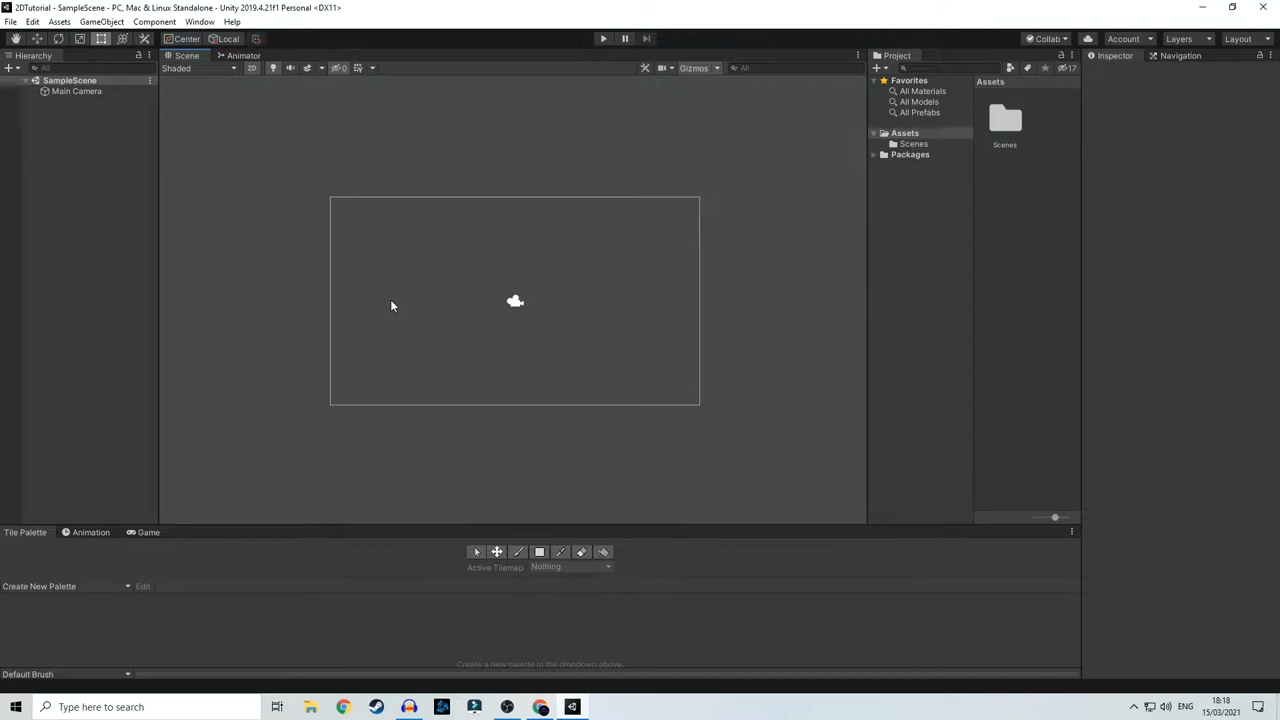 2DTutorial - SampleScene - PC, Mac & Linux Standalone - Unity 2019.4.21f1 Personal <DX11>
File Edit Assets GameObject Component Window Help
Center Local Collab Account Layers Layout
Hierarchy Scene Animator Project Inspector Navigation
All Shaded 2D 0 Gizmos All 17
SampleScene
Main Camera
Favorites
All Materials
All Models
All Prefabs
Assets
Scenes
Packages
Assets
Scenes
Tile Palette Animation Game
Active Tilemap Nothing
Create New Palette Edit
Create a new palette in the dropdown above.
Default Brush
Type here to search
ENG
18:18
15/03/2021